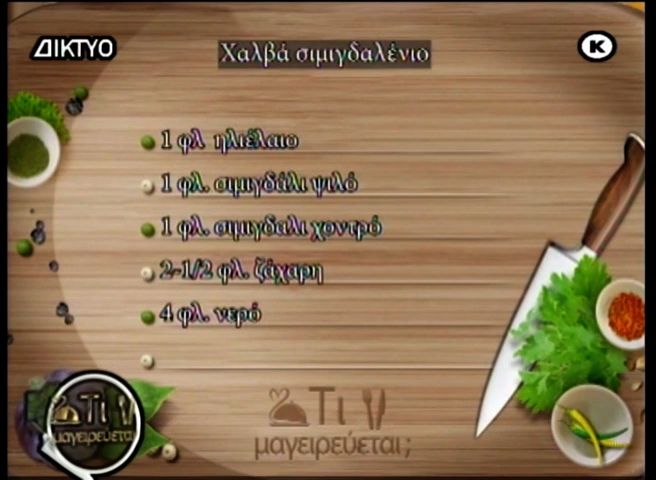 ΔΙΚΤΥΟ
K
Χαλβά σιμιγδαλένιο
1 φλ ηλιέλαιο
1 φλ. σιμιγδάλι ψιλό
1 φλ. σιμιγδαλι χοντρό
2-1/2 φλ. ζάχαρη
4 φλ. νερό
Τι
μαγειρεύεται
Τι
μαγειρεύεται;